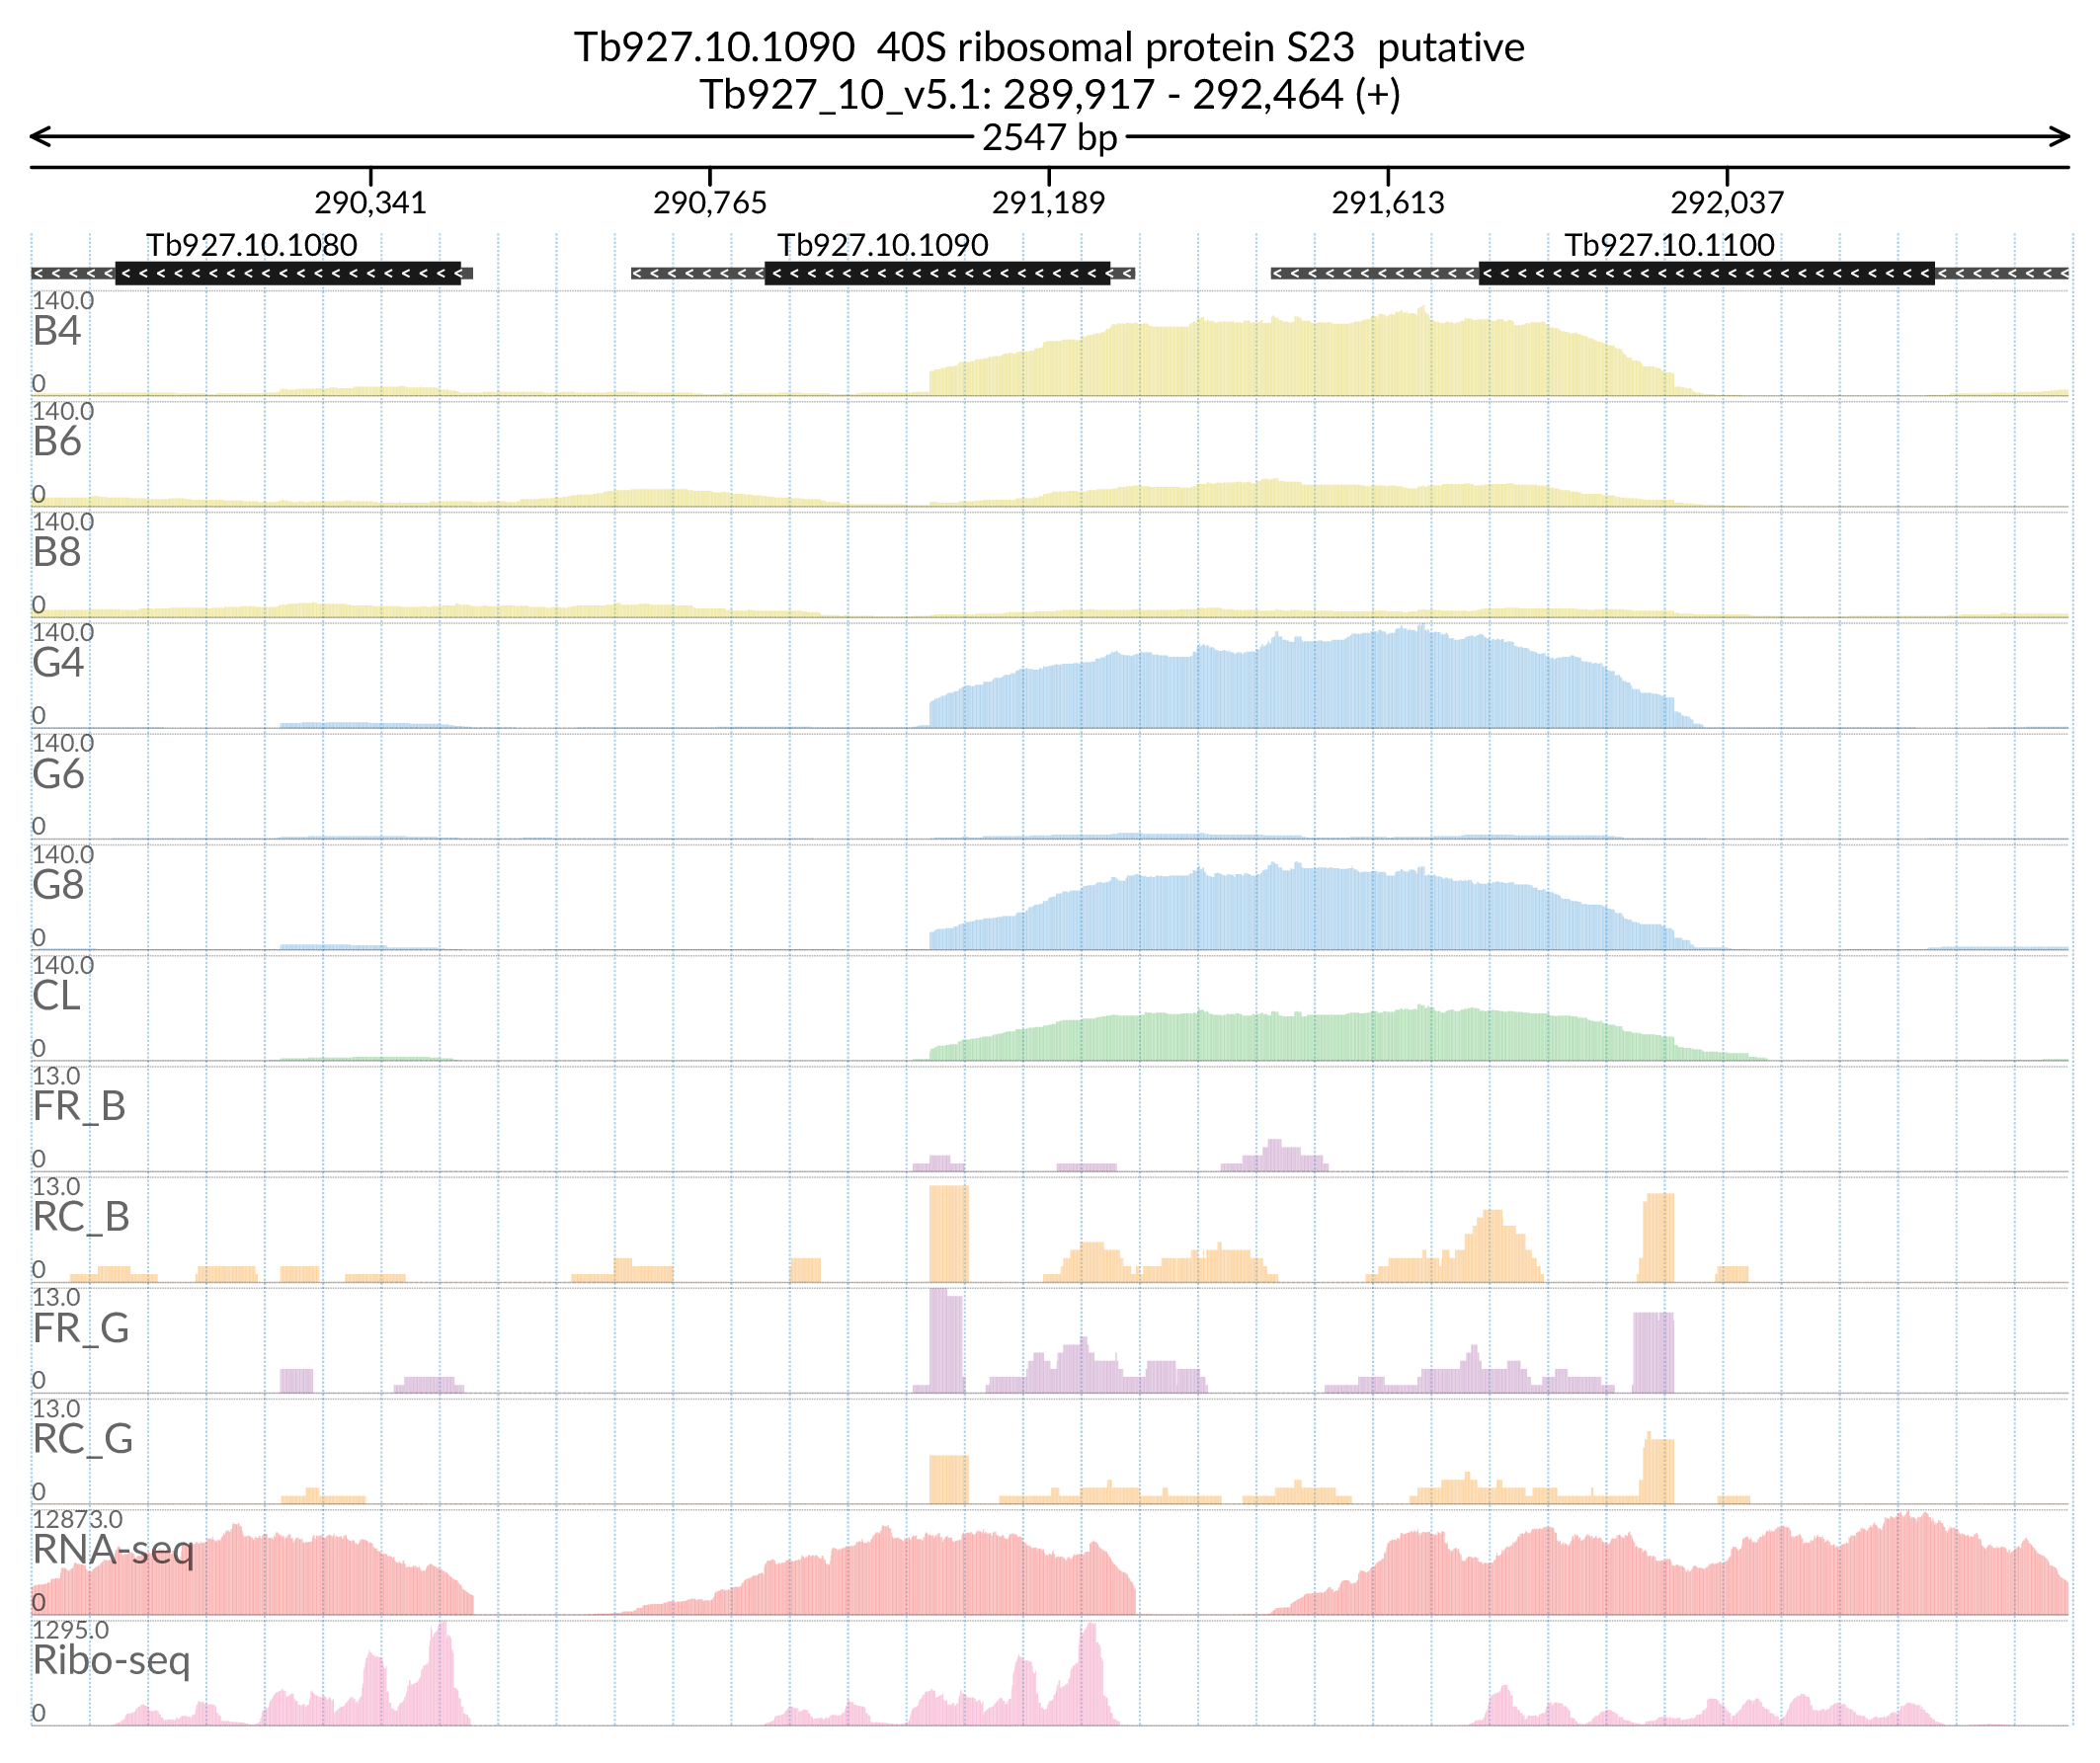 Tb927.10.1090  40S ribosomal protein S23  putative
Tb927_10_v5.1: 289,917 - 292,464 (+)
2547 bp
290,341 290,765 291,189 291,613 292,037
Tb927.10.1080 Tb927.10.1090 Tb927.10.1100
140.0
B4
0
140.0
B6
0
140.0
B8
0
140.0
G4
0
140.0
G6
0
140.0
G8
0
140.0
CL
0
13.0
FR_B
0
13.0
RC_B
0
13.0
FR_G
0
13.0
RC_G
0
12873.0
RNA-seq
0
1295.0
Ribo-seq
0